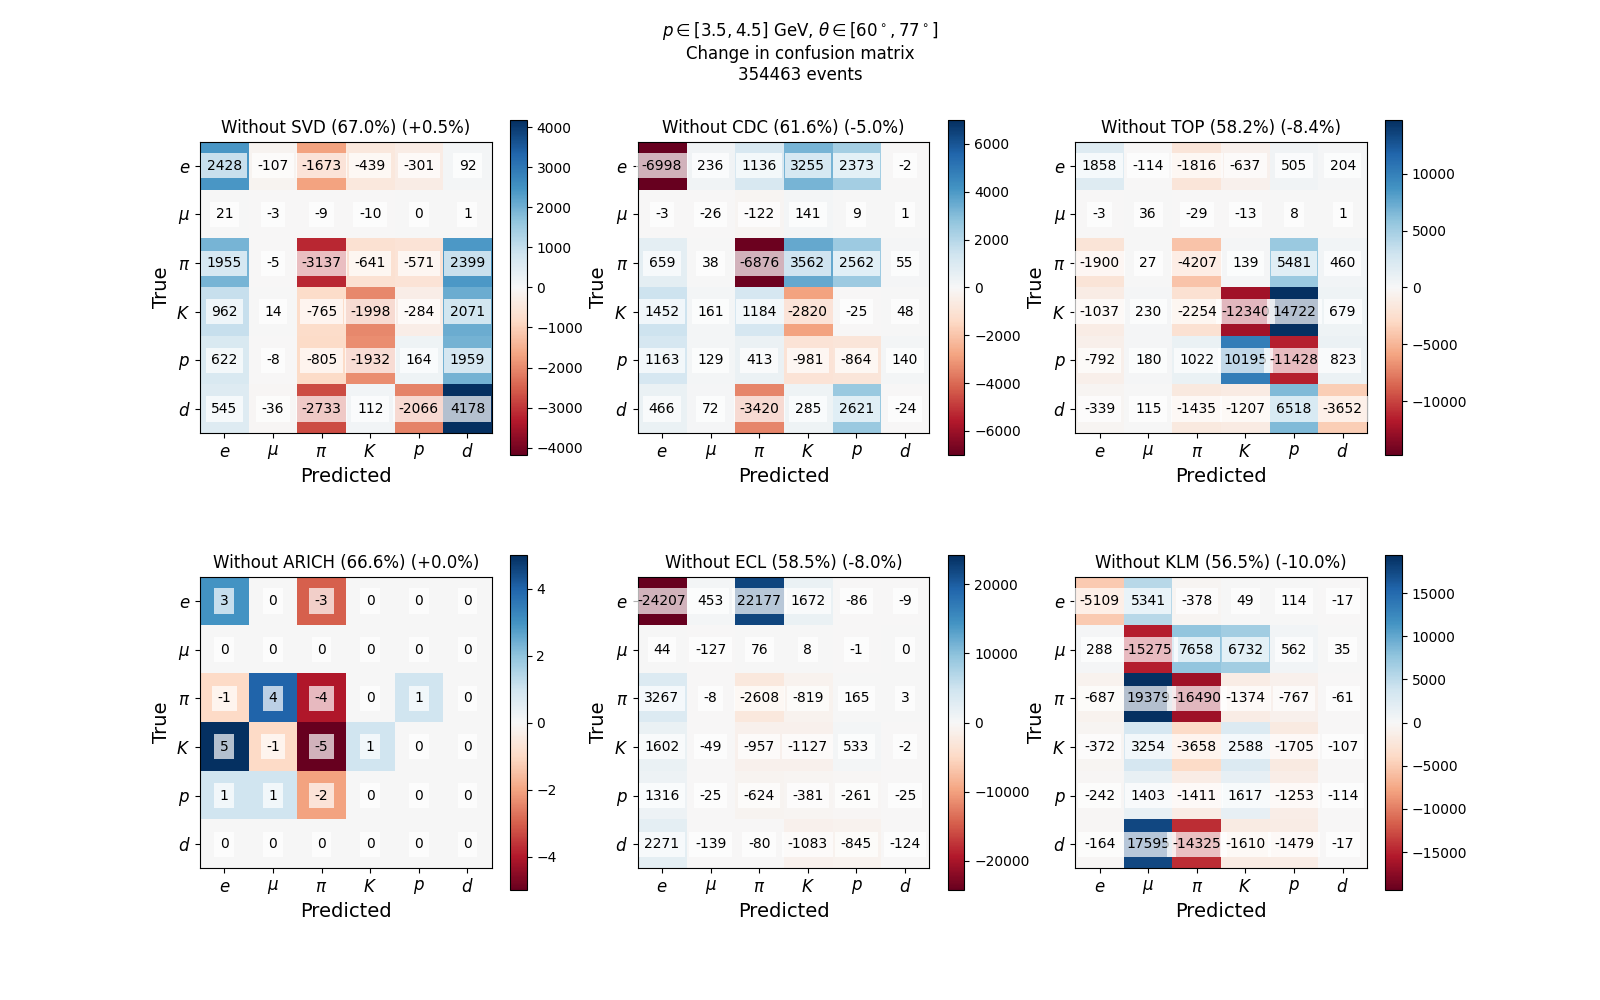 p ∈ [3.5, 4.5] GeV, θ ∈ [60°, 77°]
Change in confusion matrix
354463 events
Without SVD (67.0%) (+0.5%)
e 2428 -107 -1673 -439 -301 92
μ 21 -3 -9 -10 0 1
π 1955 -5 -3137 -641 -571 2399
K 962 14 -765 -1998 -284 2071
p 622 -8 -805 -1932 164 1959
d 545 -36 -2733 112 -2066 4178
e μ π K p d
Predicted
True
4000
3000
2000
1000
0
−1000
−2000
−3000
−4000
Without CDC (61.6%) (-5.0%)
e -6998 236 1136 3255 2373 -2
μ -3 -26 -122 141 9 1
π 659 38 -6876 3562 2562 55
K 1452 161 1184 -2820 -25 48
p 1163 129 413 -981 -864 140
d 466 72 -3420 285 2621 -24
e μ π K p d
Predicted
True
6000
4000
2000
0
−2000
−4000
−6000
Without TOP (58.2%) (-8.4%)
e 1858 -114 -1816 -637 505 204
μ -3 36 -29 -13 8 1
π -1900 27 -4207 139 5481 460
K -1037 230 -2254 -12340 14722 679
p -792 180 1022 10195 -11428 823
d -339 115 -1435 -1207 6518 -3652
e μ π K p d
Predicted
True
10000
5000
0
−5000
−10000
Without ARICH (66.6%) (+0.0%)
e 3 0 -3 0 0 0
μ 0 0 0 0 0 0
π -1 4 -4 0 1 0
K 5 -1 -5 1 0 0
p 1 1 -2 0 0 0
d 0 0 0 0 0 0
e μ π K p d
Predicted
True
4
2
0
−2
−4
Without ECL (58.5%) (-8.0%)
e -24207 453 22177 1672 -86 -9
μ 44 -127 76 8 -1 0
π 3267 -8 -2608 -819 165 3
K 1602 -49 -957 -1127 533 -2
p 1316 -25 -624 -381 -261 -25
d 2271 -139 -80 -1083 -845 -124
e μ π K p d
Predicted
True
20000
10000
0
−10000
−20000
Without KLM (56.5%) (-10.0%)
e -5109 5341 -378 49 114 -17
μ 288 -15275 7658 6732 562 35
π -687 19379 -16490 -1374 -767 -61
K -372 3254 -3658 2588 -1705 -107
p -242 1403 -1411 1617 -1253 -114
d -164 17595 -14325 -1610 -1479 -17
e μ π K p d
Predicted
True
15000
10000
5000
0
−5000
−10000
−15000